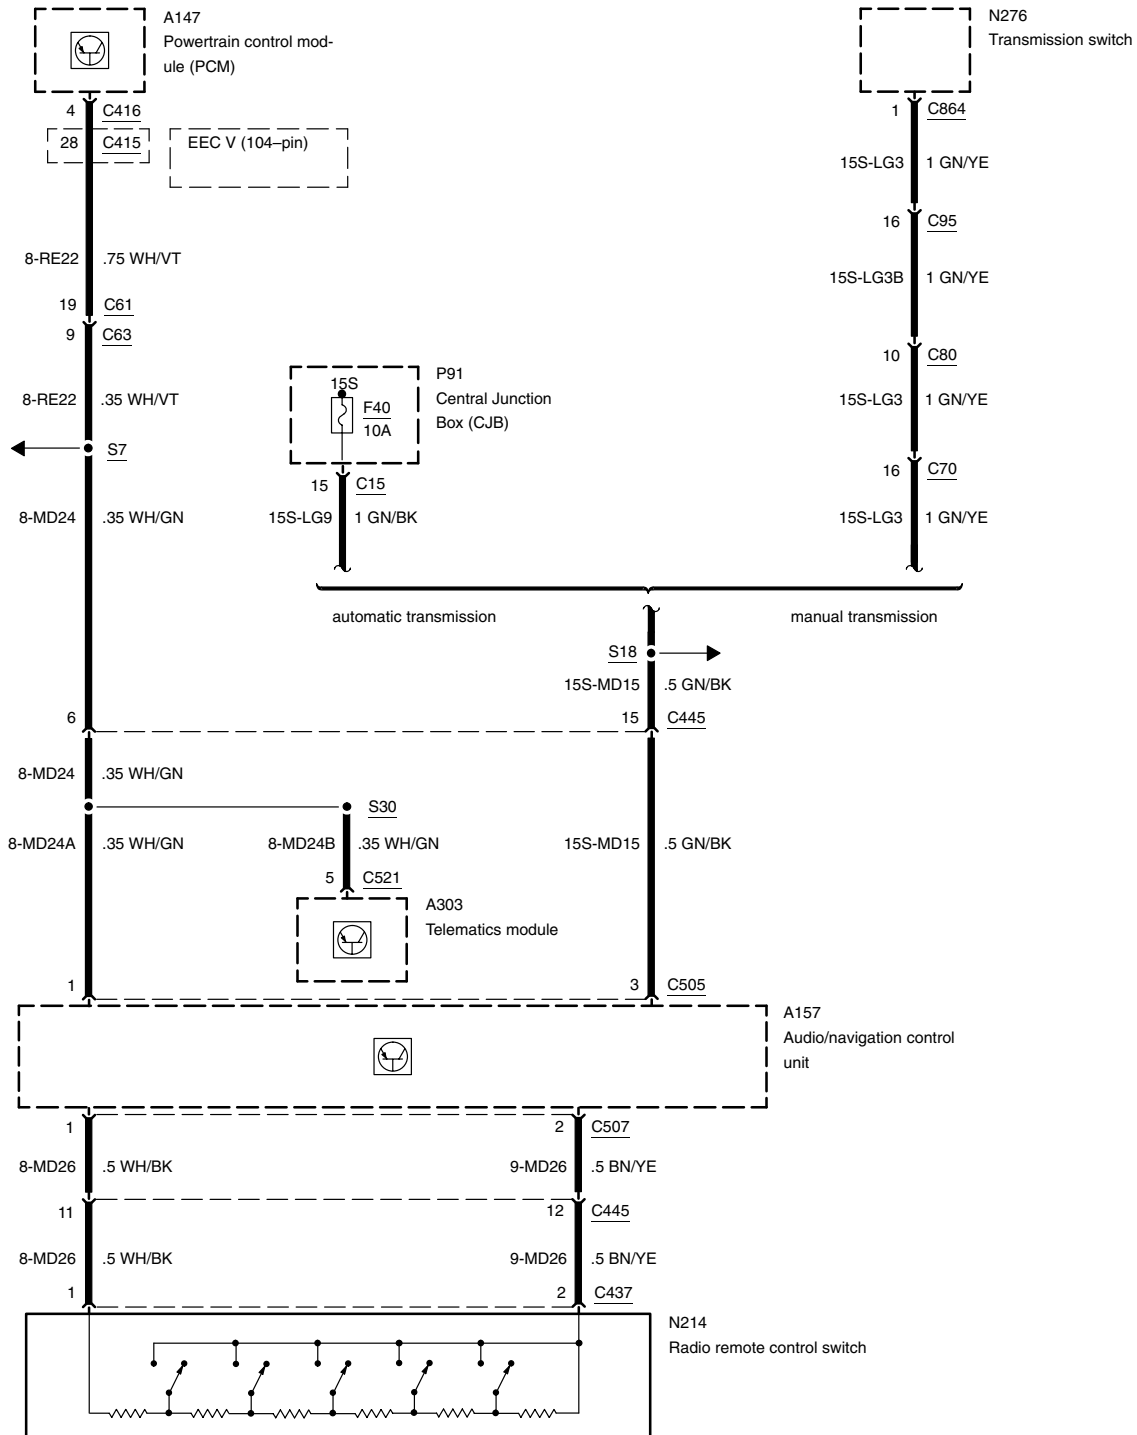 A147
Powertrain control mod-
ule (PCM)
N276
Transmission switch
4 C416
28 C415
EEC V (104–pin)
1 C864
15S-LG3 1 GN/YE
16 C95
8-RE22 .75 WH/VT
15S-LG3B 1 GN/YE
19 C61
9 C63
10 C80
P91
Central Junction
Box (CJB)
15S
F40
10A
8-RE22 .35 WH/VT
15S-LG3 1 GN/YE
S7
16 C70
15 C15
8-MD24 .35 WH/GN
15S-LG9 1 GN/BK
15S-LG3 1 GN/YE
automatic transmission
manual transmission
S18
15S-MD15 .5 GN/BK
6
15 C445
8-MD24 .35 WH/GN
S30
8-MD24A .35 WH/GN
8-MD24B .35 WH/GN
15S-MD15 .5 GN/BK
5 C521
A303
Telematics module
1
3 C505
A157
Audio/navigation control
unit
1
2 C507
8-MD26 .5 WH/BK
9-MD26 .5 BN/YE
11
12 C445
8-MD26 .5 WH/BK
9-MD26 .5 BN/YE
1
2 C437
N214
Radio remote control switch